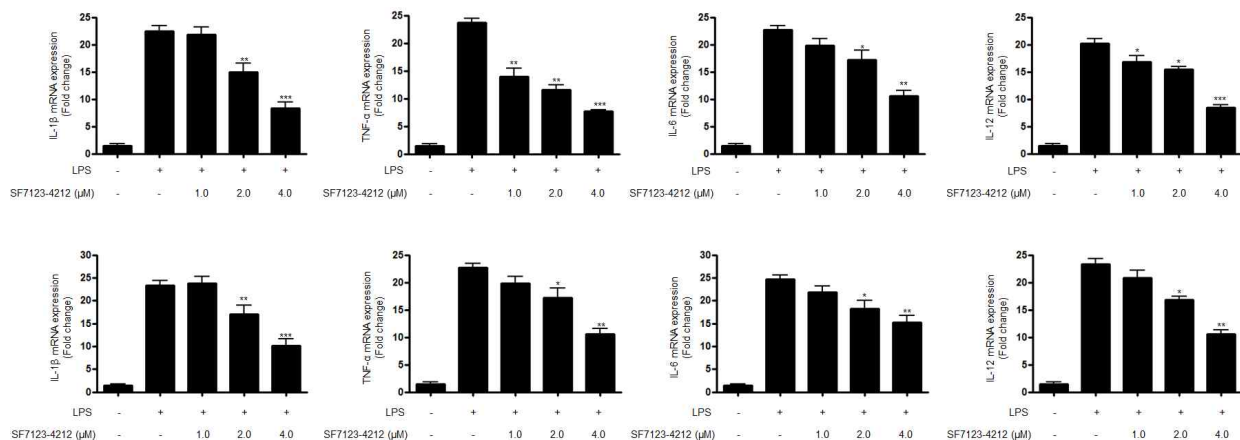 IL-1β mRNA expression
(Fold change)
25
20
15
10
5
0
**
***
LPS - + + + +
SF7123-4212 (μM) - - 1.0 2.0 4.0
TNF-α mRNA expression
(Fold change)
25
20
15
10
5
0
**
**
***
LPS - + + + +
SF7123-4212 (μM) - - 1.0 2.0 4.0
IL-6 mRNA expression
(Fold change)
25
20
15
10
5
0
*
**
LPS - + + + +
SF7123-4212 (μM) - - 1.0 2.0 4.0
IL-12 mRNA expression
(Fold change)
25
20
15
10
5
0
*
*
***
LPS - + + + +
SF7123-4212 (μM) - - 1.0 2.0 4.0
IL-1β mRNA expression
(Fold change)
30
25
20
15
10
5
0
**
***
LPS - + + + +
SF7123-4212 (μM) - - 1.0 2.0 4.0
TNF-α mRNA expression
(Fold change)
25
20
15
10
5
0
*
**
LPS - + + + +
SF7123-4212 (μM) - - 1.0 2.0 4.0
IL-6 mRNA expression
(Fold change)
30
25
20
15
10
5
0
*
**
LPS - + + + +
SF7123-4212 (μM) - - 1.0 2.0 4.0
IL-12 mRNA expression
(Fold change)
25
20
15
10
5
0
*
**
LPS - + + + +
SF7123-4212 (μM) - - 1.0 2.0 4.0